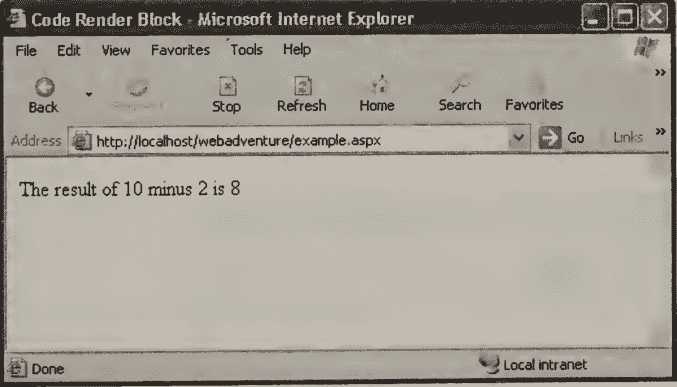 Code Render Block - Microsoft Internet Explorer
File Edit View Favorites Tools Help
Back Stop Refresh Home Search Favorites »
Address http://localhost/webadventure/example.aspx Go Links »
The result of 10 minus 2 is 8
Done Local intranet